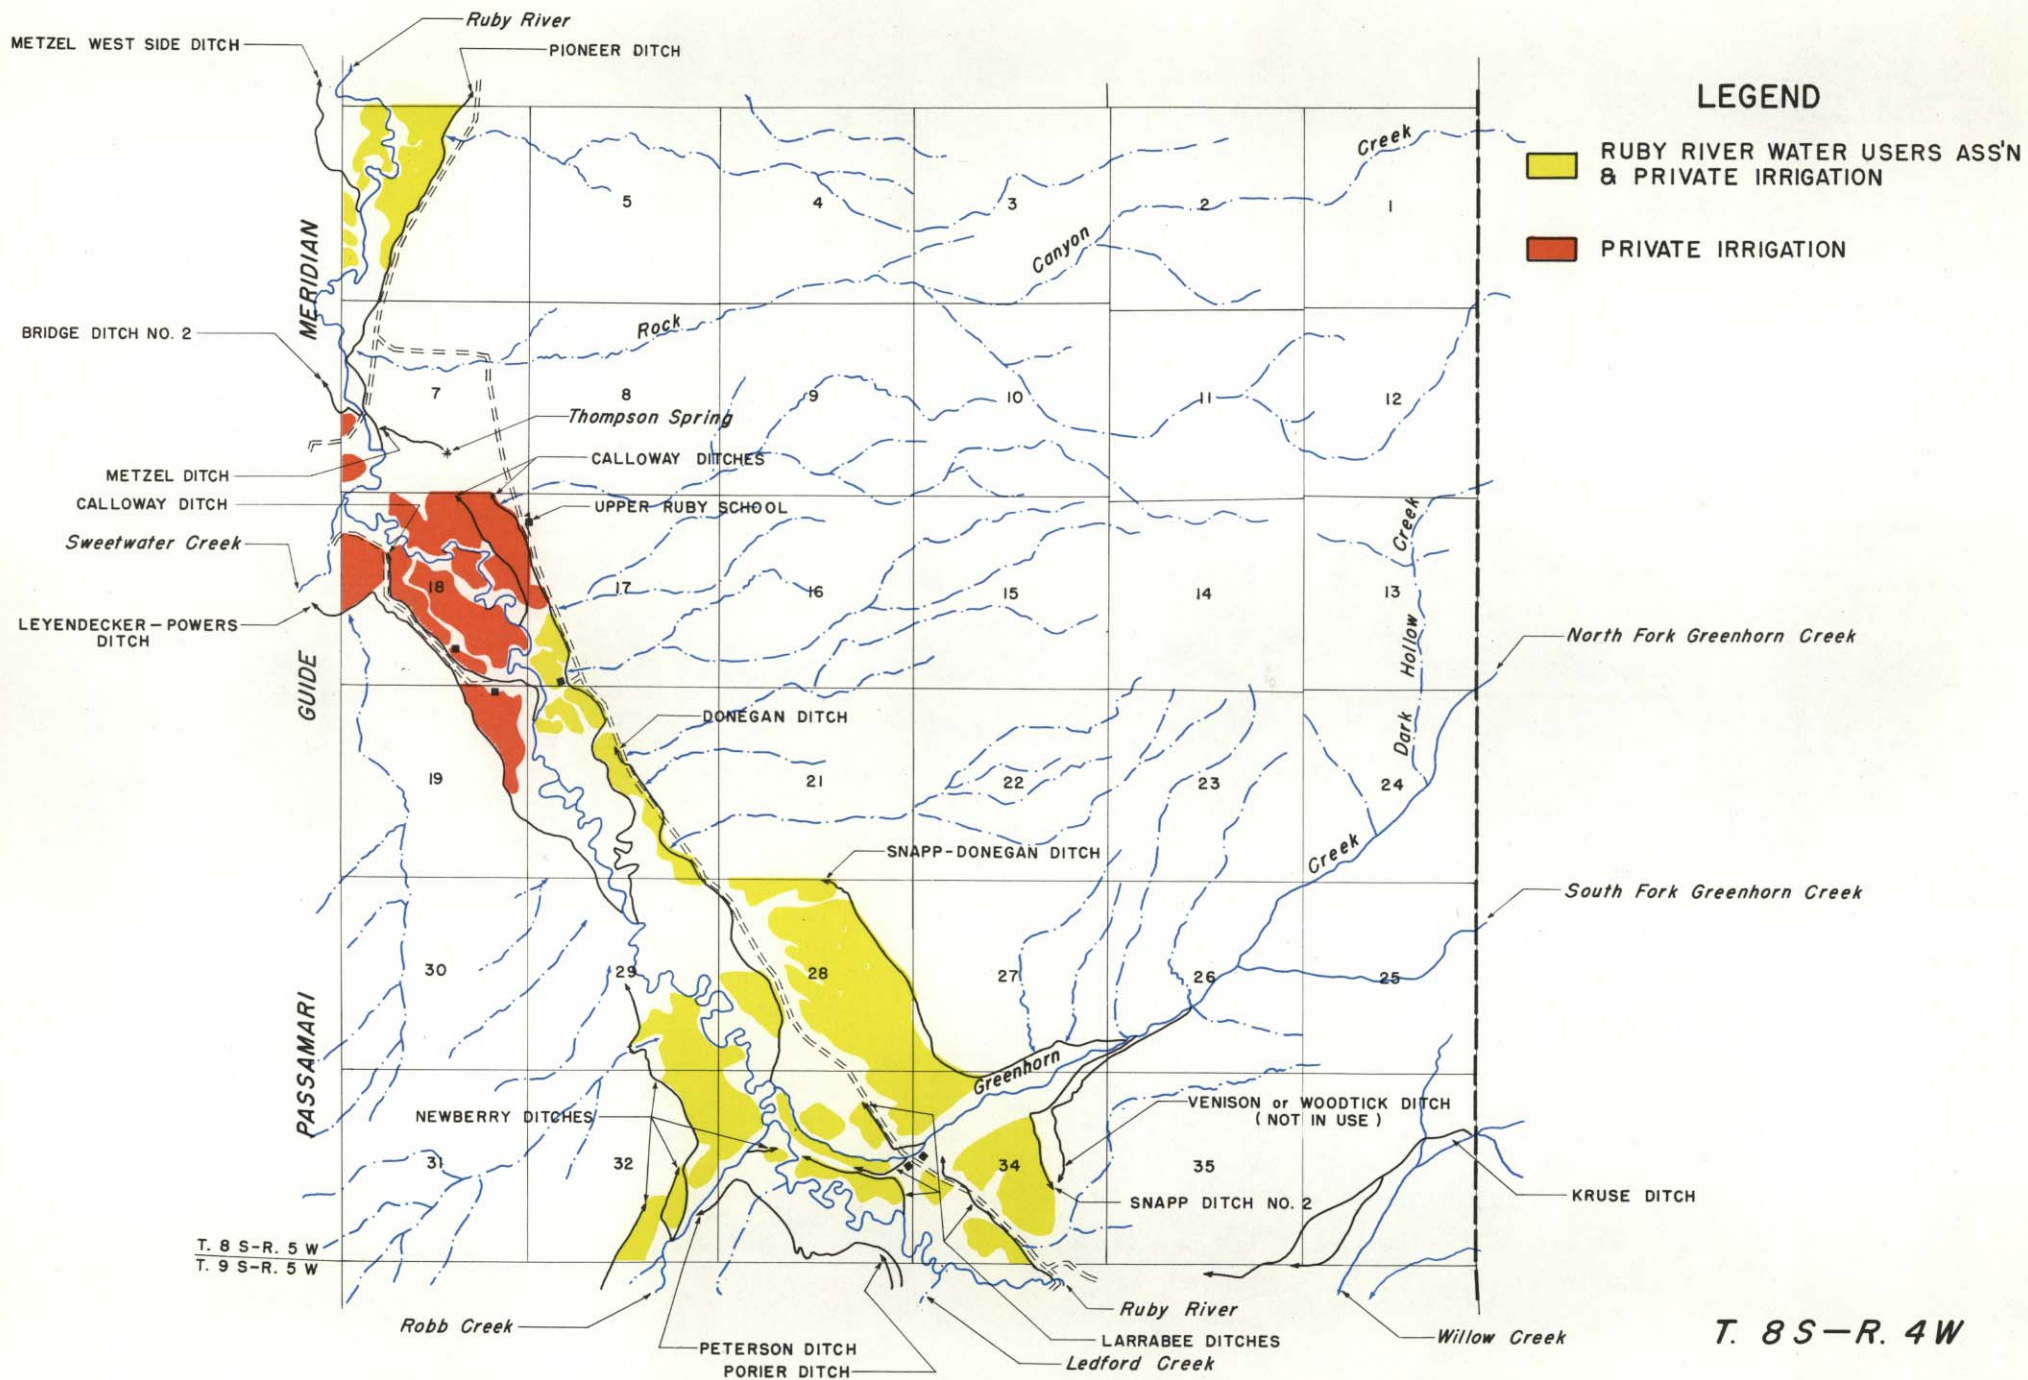 Ruby River
METZEL WEST SIDE DITCH
PIONEER DITCH
LEGEND
RUBY RIVER WATER USERS ASS'N
& PRIVATE IRRIGATION
PRIVATE IRRIGATION
Creek
5
4
3
2
1
Canyon
MERIDIAN
BRIDGE DITCH NO. 2
Rock
7
8
9
10
11
12
Thompson Spring
CALLOWAY DITCHES
METZEL DITCH
CALLOWAY DITCH
UPPER RUBY SCHOOL
Sweetwater Creek
Creek
18
17
16
15
14
13
LEYENDECKER-POWERS
DITCH
North Fork Greenhorn Creek
Hollow
GUIDE
DONEGAN DITCH
Dark
19
21
22
23
24
Creek
SNAPP-DONEGAN DITCH
South Fork Greenhorn Creek
30
29
28
27
26
25
PASSAMARI
Greenhorn
NEWBERRY DITCHES
VENISON or WOODTICK DITCH
( NOT IN USE )
31
32
34
35
SNAPP DITCH NO. 2
KRUSE DITCH
T. 8 S-R. 5 W
T. 9 S-R. 5 W
Ruby River
Robb Creek
LARRABEE DITCHES
Willow Creek
T. 8 S-R. 4 W
PETERSON DITCH
Ledford Creek
PORIER DITCH